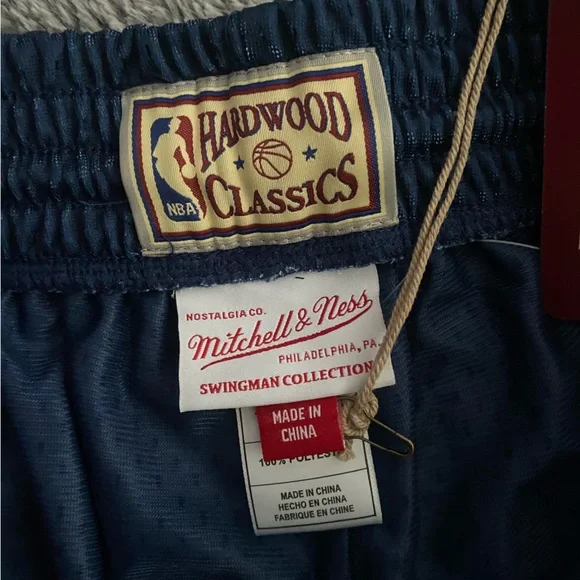 HARDWOOD
CLASSICS
NBA
NOSTALGIA CO.
Mitchell & Ness
PHILADELPHIA, PA.
SWINGMAN COLLECTION
MADE IN
CHINA
100% POLYEST
MADE IN CHINA
HECHO EN CHINA
FABRIQUE EN CHINE